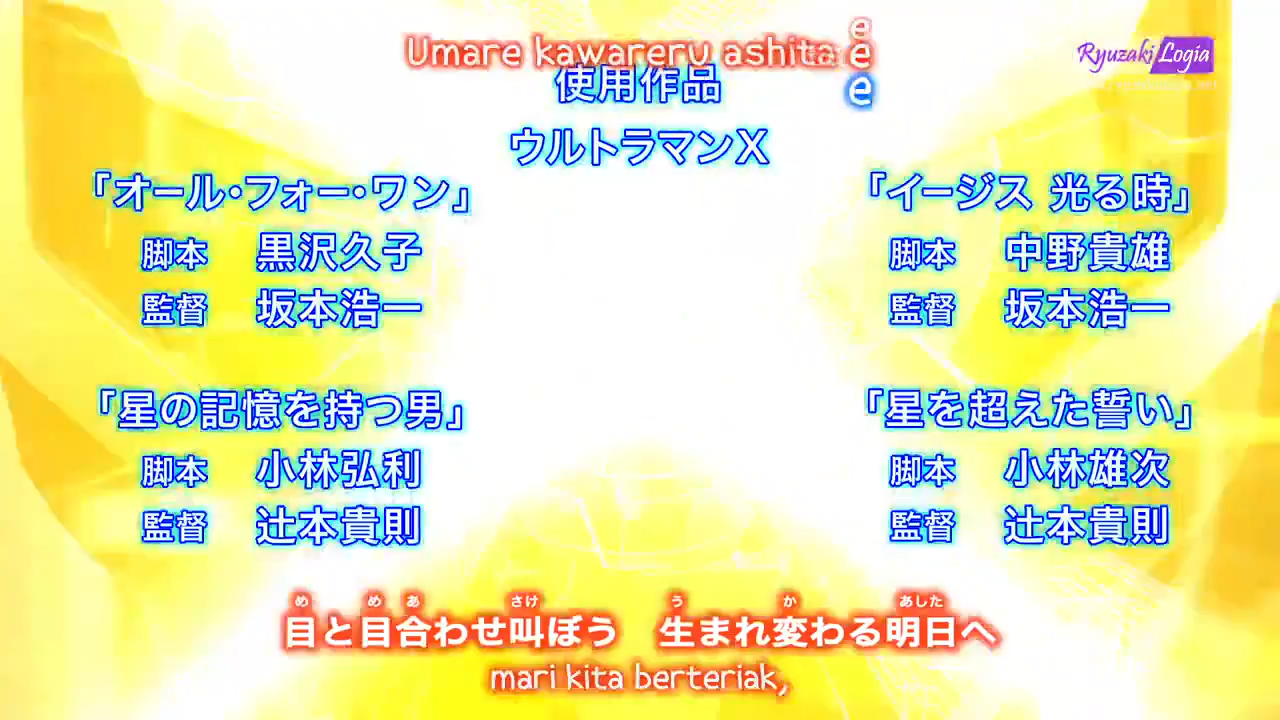 Umare kawareru ashita e
e
e
Ryuzaki Logia
使用作品
ウルトラマンX
「オール・フォー・ワン」
脚本 黒沢久子
監督 坂本浩一
「イージス 光る時」
脚本 中野貴雄
監督 坂本浩一
「星の記憶を持つ男」
脚本 小林弘利
監督 辻本貴則
「星を超えた誓い」
脚本 小林雄次
監督 辻本貴則
め め あ さけ う か あした
目と目合わせ叫ぼう 生まれ変わる明日へ
mari kita berteriak,